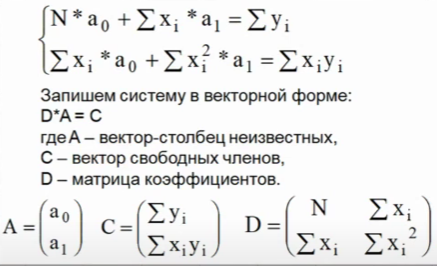 N*a₀ + ∑xᵢ*a₁ = ∑yᵢ
∑xᵢ*a₀ + ∑xᵢ²*a₁ = ∑xᵢyᵢ
Запишем систему в векторной форме:
D*A = C
где A – вектор-столбец неизвестных,
C – вектор свободных членов,
D – матрица коэффициентов.
A = (a₀ a₁) C = (∑yᵢ ∑xᵢyᵢ) D = (N ∑xᵢ ∑xᵢ ∑xᵢ²)